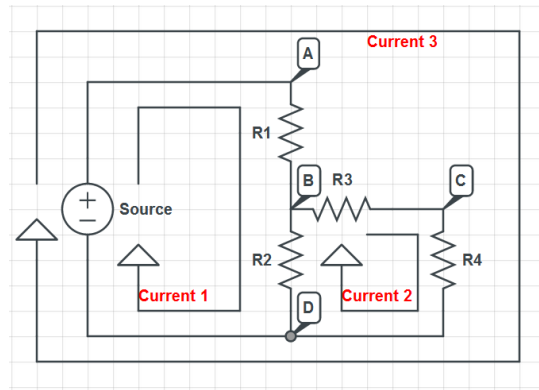 Current 3
A
R1
B
R3
C
+
Source
−
R2
R4
Current 1
Current 2
D